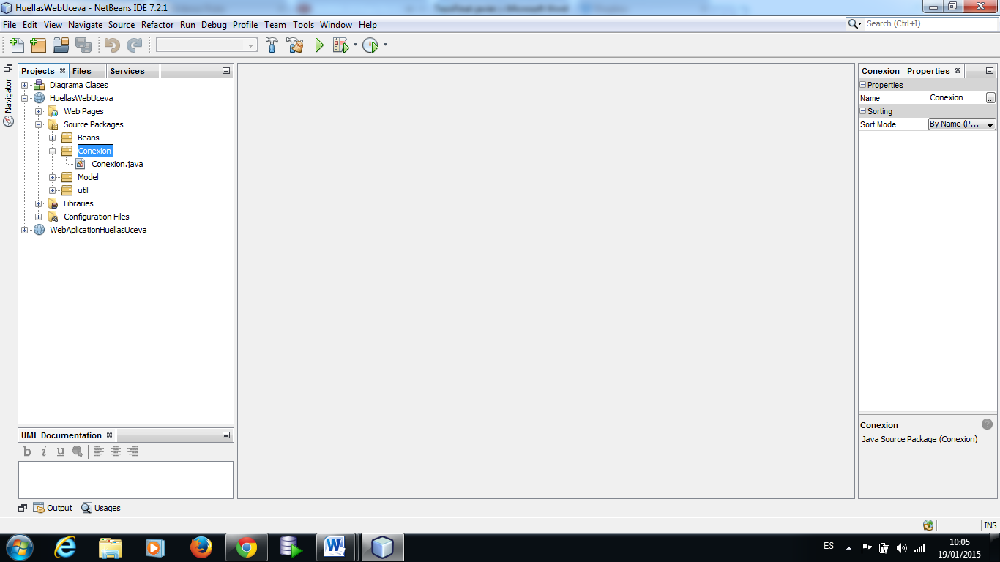 HuellasWebUceva - NetBeans IDE 7.2.1
File Edit View Navigate Source Refactor Run Debug Profile Team Tools Window Help
Search (Ctrl+I)
Navigator
Projects Files Services
Diagrama Clases
HuellasWebUceva
Web Pages
Source Packages
Beans
Conexion
Conexion.java
Model
util
Libraries
Configuration Files
WebAplicationHuellasUceva
UML Documentation
b i u
Output Usages
Conexion - Properties
Properties
Name Conexion ...
Sorting
Sort Mode By Name (P...
Conexion
Java Source Package (Conexion)
INS
ES
10:05
19/01/2015